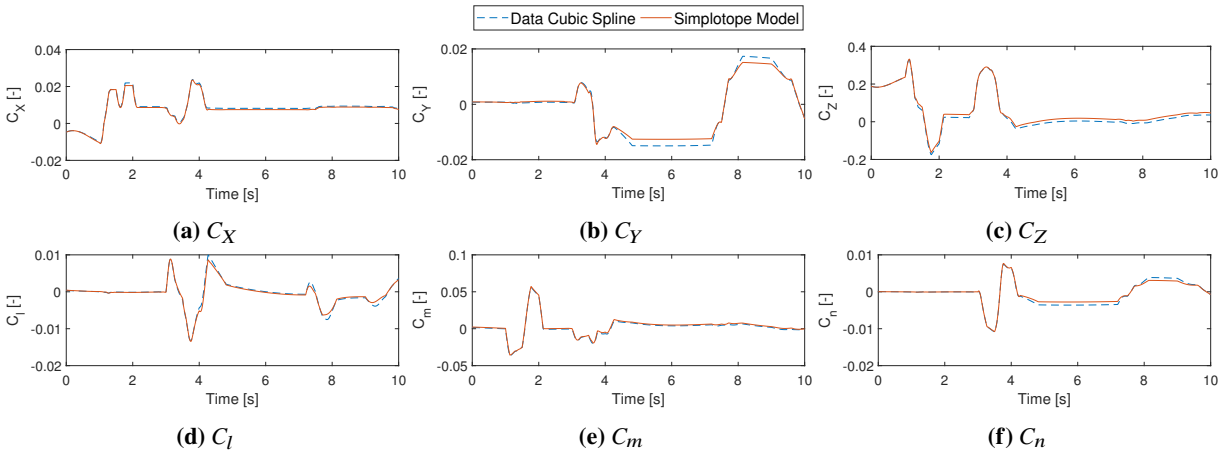 Data Cubic Spline Simplotope Model
0.04
0.02
0
-0.02
C_X [-]
0 2 4 6 8 10
Time [s]
(a) C_X
0.02
0
-0.02
C_Y [-]
0 2 4 6 8 10
Time [s]
(b) C_Y
0.4
0.2
0
-0.2
C_Z [-]
0 2 4 6 8 10
Time [s]
(c) C_Z
0.01
0
-0.01
-0.02
C_l [-]
0 2 4 6 8 10
Time [s]
(d) C_l
0.1
0.05
0
-0.05
C_m [-]
0 2 4 6 8 10
Time [s]
(e) C_m
0.01
0
-0.01
-0.02
C_n [-]
0 2 4 6 8 10
Time [s]
(f) C_n